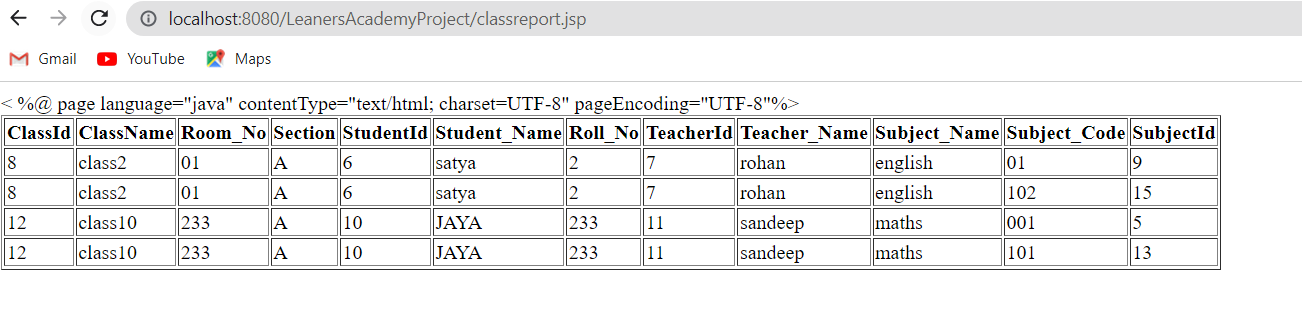 localhost:8080/LeanersAcademyProject/classreport.jsp
Gmail YouTube Maps
< %@ page language="java" contentType="text/html; charset=UTF-8" pageEncoding="UTF-8"%>
ClassId ClassName Room_No Section StudentId Student_Name Roll_No TeacherId Teacher_Name Subject_Name Subject_Code SubjectId
8 class2 01 A 6 satya 2 7 rohan english 01 9
8 class2 01 A 6 satya 2 7 rohan english 102 15
12 class10 233 A 10 JAYA 233 11 sandeep maths 001 5
12 class10 233 A 10 JAYA 233 11 sandeep maths 101 13